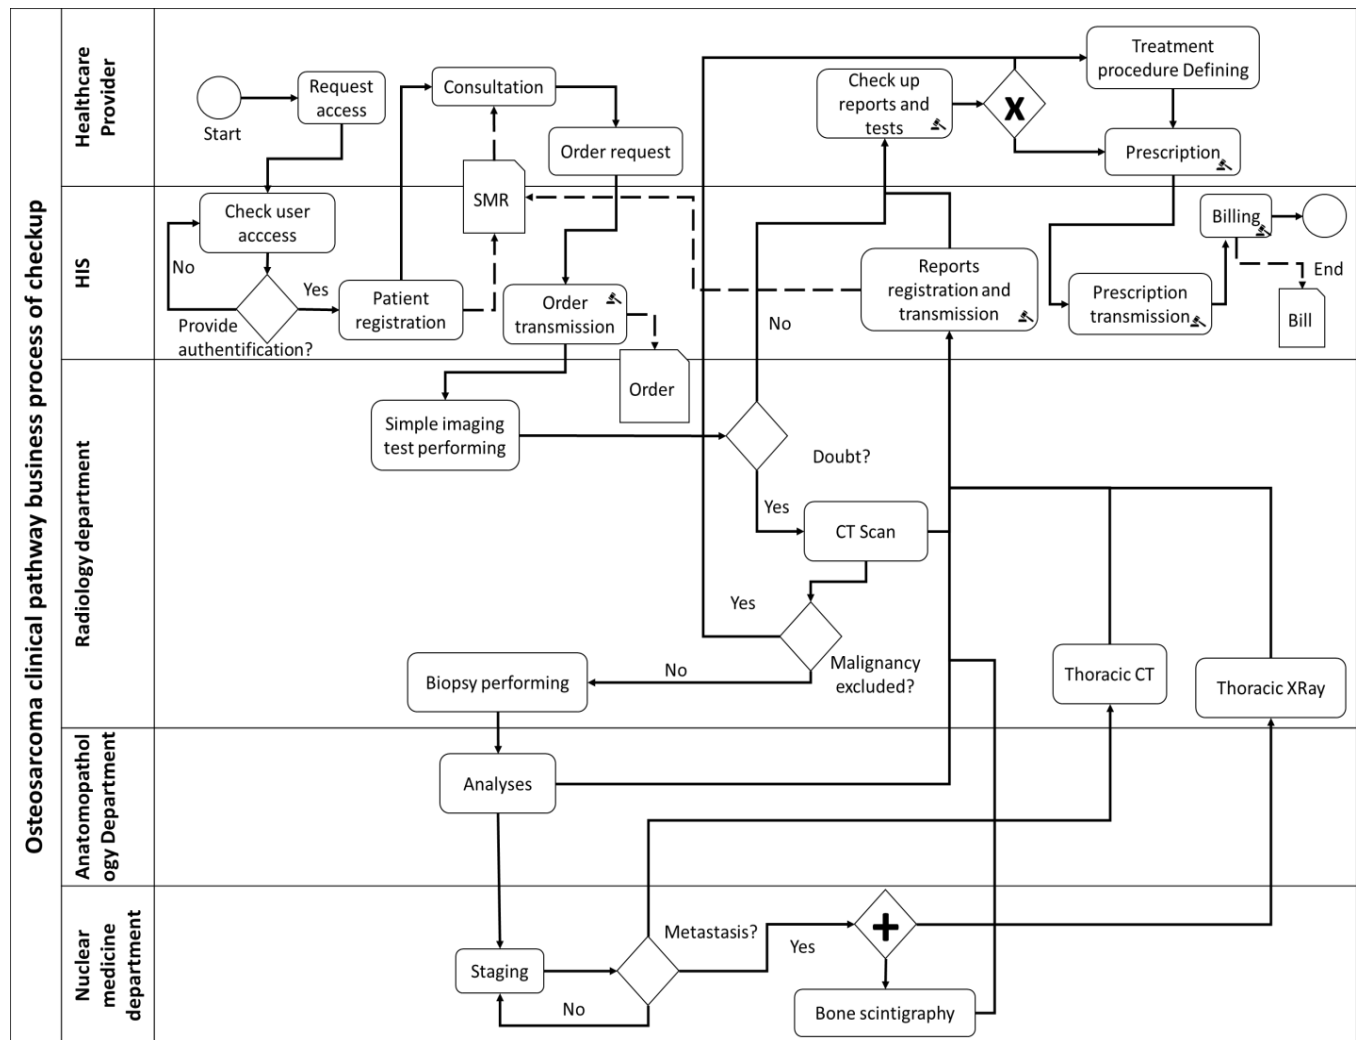 Osteosarcoma clinical pathway business process of checkup
Healthcare
Provider
Start
Request
access
Consultation
Order request
Check up
reports and
tests
X
Treatment
procedure Defining
Prescription
HIS
Check user
acccess
No
Provide
authentification?
Yes
Patient
registration
SMR
Order
transmission
Order
No
Reports
registration and
transmission
Prescription
transmission
Billing
End
Bill
Radiology department
Simple imaging
test performing
Doubt?
Yes
CT Scan
Yes
Malignancy
excluded?
No
Biopsy performing
Thoracic CT
Thoracic XRay
Anatomopathol
ogy Department
Analyses
Nuclear
medicine
department
Staging
No
Metastasis?
Yes
+
Bone scintigraphy